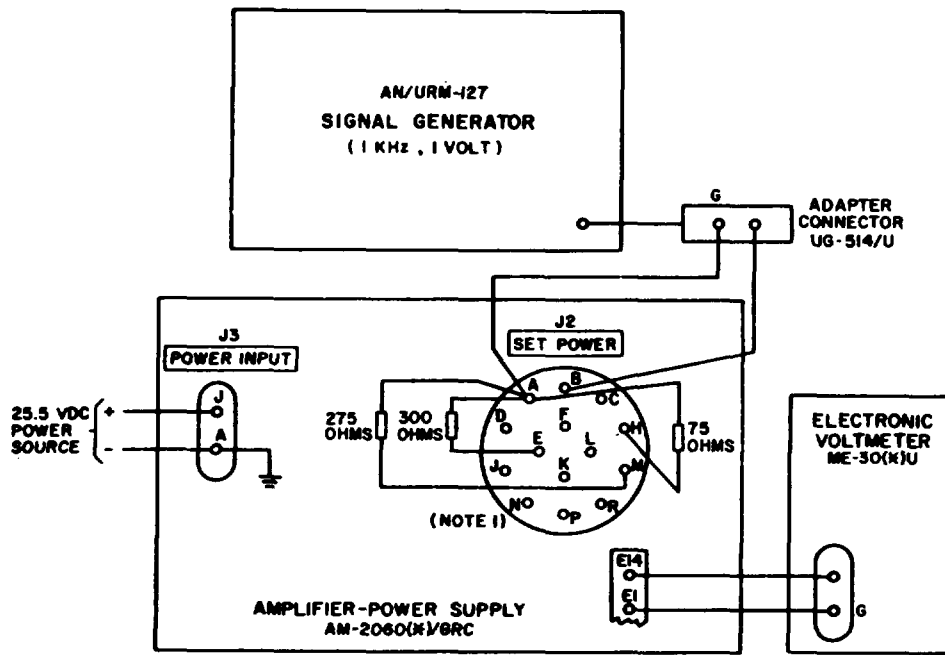 AN/URM-127
SIGNAL GENERATOR
(1 KHz, 1 VOLT)
G
ADAPTER
CONNECTOR
UG-514/U
J3
POWER INPUT
J2
SET POWER
25.5 VDC
POWER
SOURCE
+
-
J
A
275
OHMS
300
OHMS
A
B
C
D
F
H
E
L
J
K
M
N
P
R
75
OHMS
(NOTE 1)
ELECTRONIC
VOLTMETER
ME-30(*)U
E14
E1
G
AMPLIFIER-POWER SUPPLY
AM-2060(*)/GRC